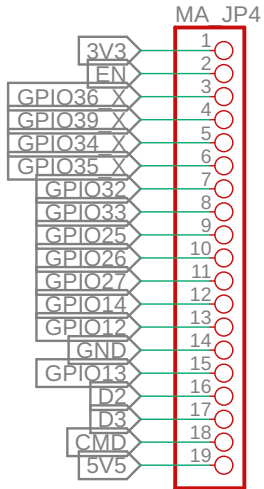 MA_JP4
3V3 1
EN 2
GPIO36_X 3
GPIO39_X 4
GPIO34_X 5
GPIO35_X 6
GPIO32 7
GPIO33 8
GPIO25 9
GPIO26 10
GPIO27 11
GPIO14 12
GPIO12 13
GND 14
GPIO13 15
D2 16
D3 17
CMD 18
5V5 19